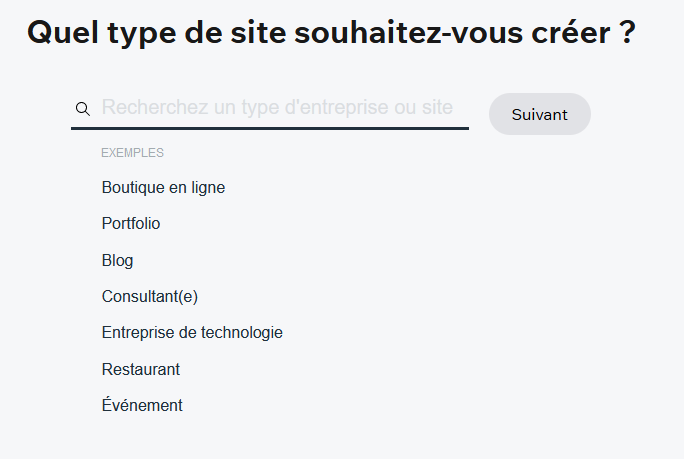 Quel type de site souhaitez-vous créer ?
Recherchez un type d'entreprise ou site
Suivant
EXEMPLES
Boutique en ligne
Portfolio
Blog
Consultant(e)
Entreprise de technologie
Restaurant
Événement